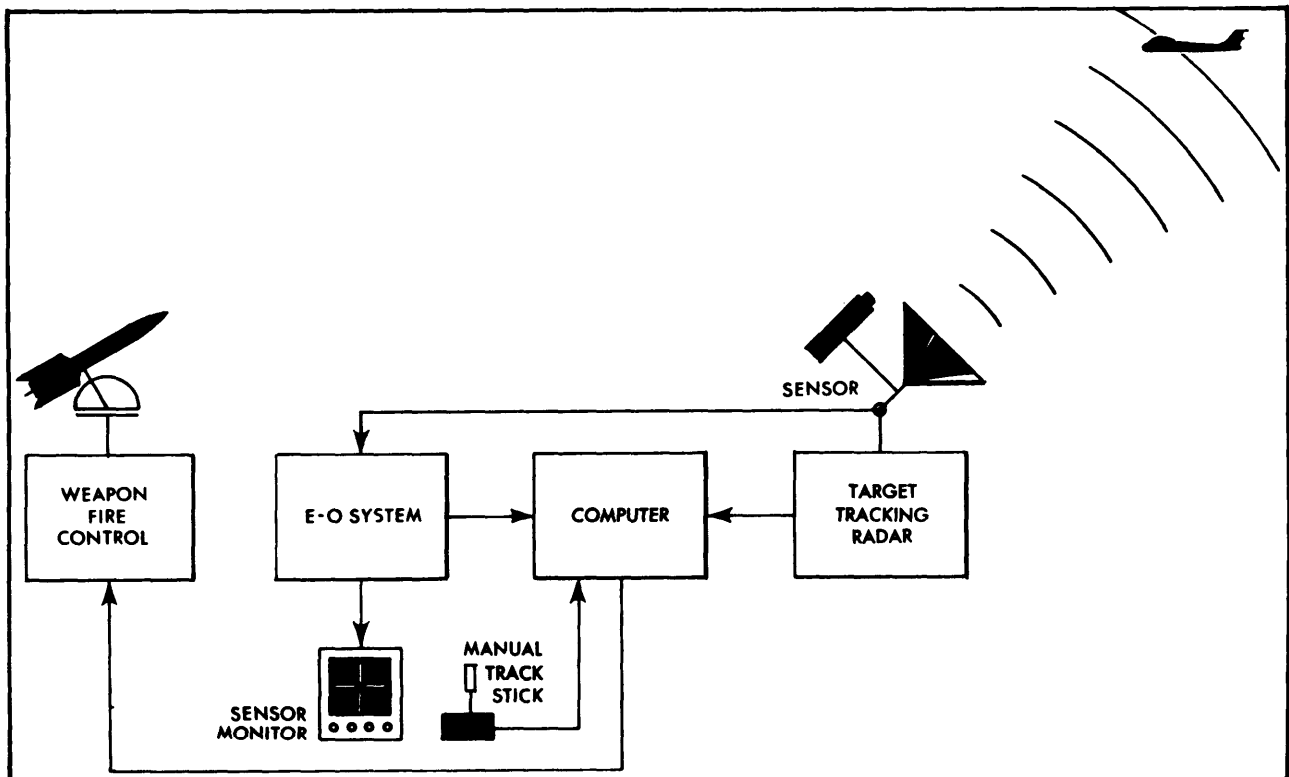 SENSOR
WEAPON
FIRE
CONTROL
E-O SYSTEM
COMPUTER
TARGET
TRACKING
RADAR
MANUAL
TRACK
STICK
SENSOR
MONITOR